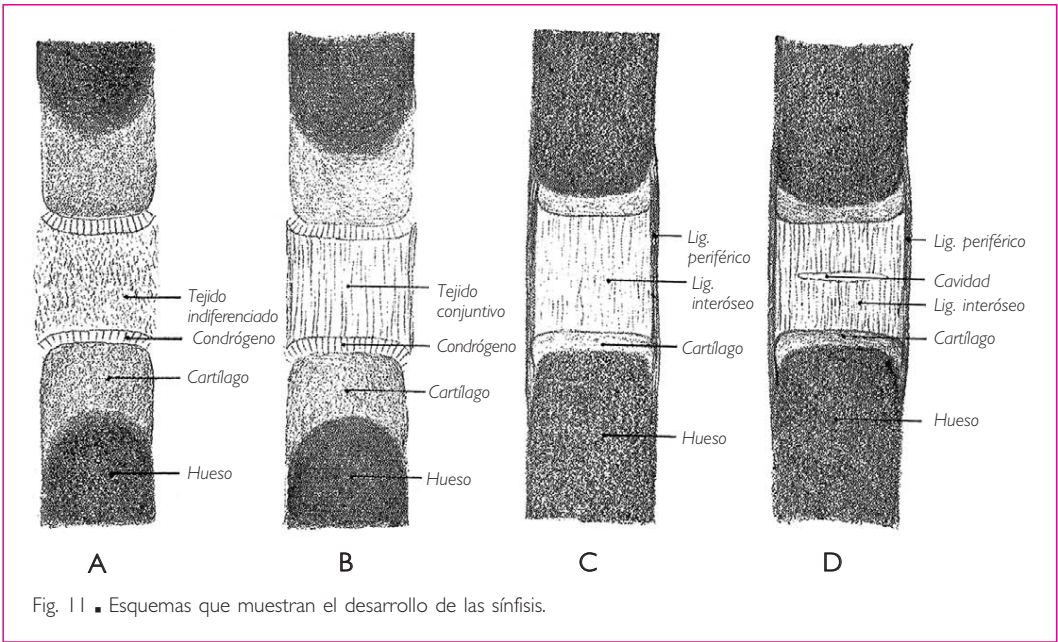 Tejido
indiferenciado
Condrógeno
Cartílago
Hueso
A
Tejido
conjuntivo
Condrógeno
Cartílago
Hueso
B
Lig.
periférico
Lig.
interóseo
Cartílago
Hueso
C
Lig. periférico
Cavidad
Lig. interóseo
Cartílago
Hueso
D
Fig. 11 ■ Esquemas que muestran el desarrollo de las sínfisis.